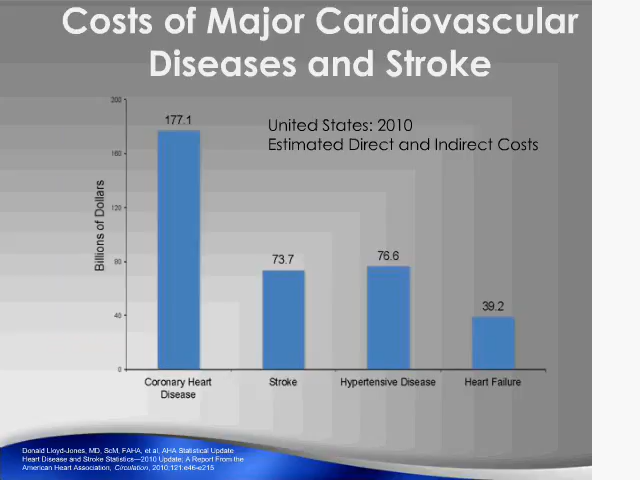 Costs of Major Cardiovascular
Diseases and Stroke
United States: 2010
Estimated Direct and Indirect Costs
Billions of Dollars
200
160
120
80
40
0
177.1
73.7
76.6
39.2
Coronary Heart
Disease
Stroke
Hypertensive Disease
Heart Failure
Donald Lloyd-Jones, MD, ScM, FAHA, et al, AHA Statistical Update
Heart Disease and Stroke Statistics—2010 Update; A Report From the
American Heart Association, Circulation, 2010;121:e46-e215